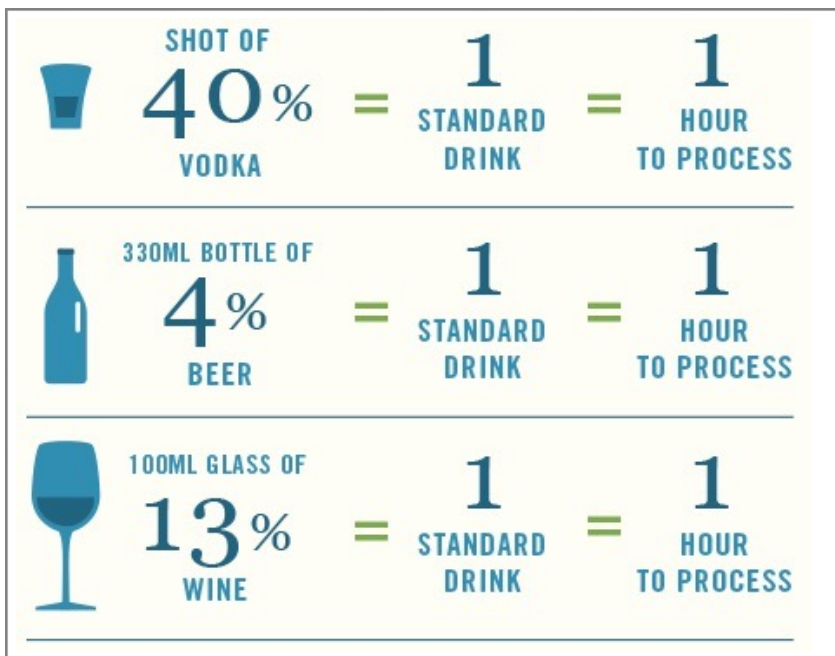 SHOT OF
40%
VODKA
=
1
STANDARD
DRINK
=
1
HOUR
TO PROCESS
330ML BOTTLE OF
4%
BEER
=
1
STANDARD
DRINK
=
1
HOUR
TO PROCESS
100ML GLASS OF
13%
WINE
=
1
STANDARD
DRINK
=
1
HOUR
TO PROCESS